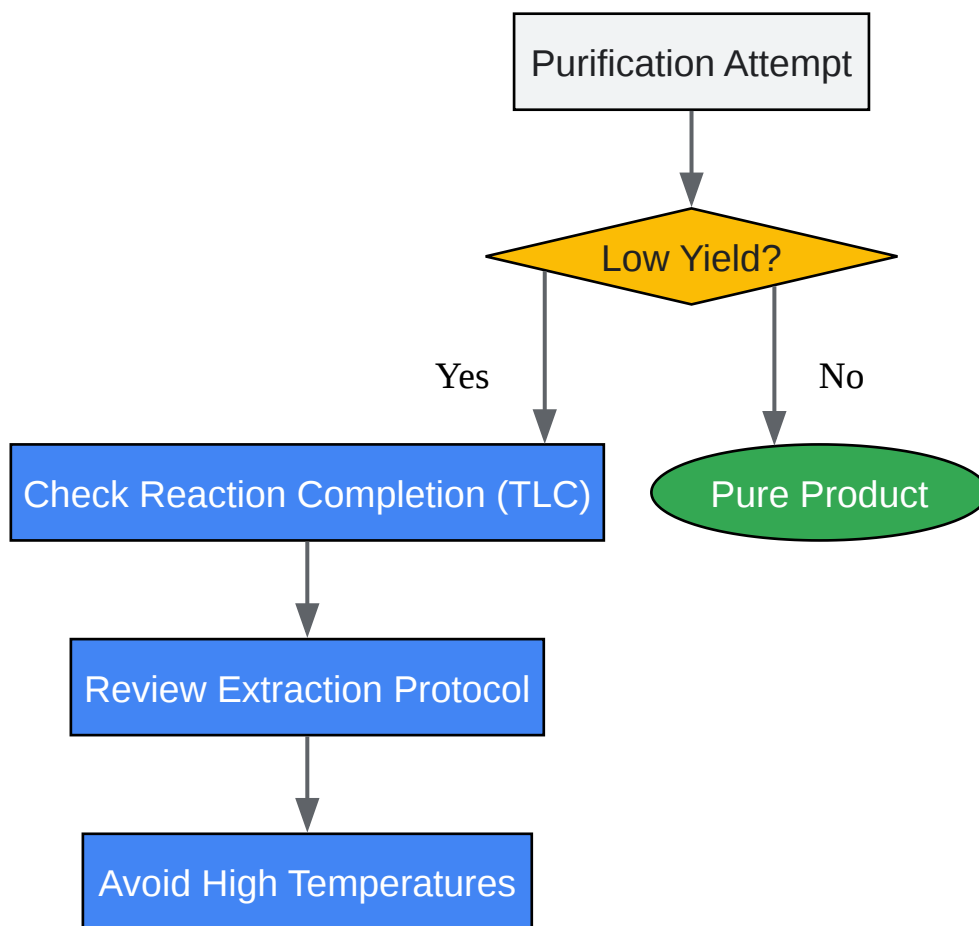 Purification Attempt
Low Yield?
Yes
No
Check Reaction Completion (TLC)
Pure Product
Review Extraction Protocol
Avoid High Temperatures